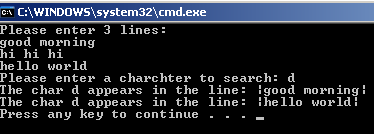 C:\WINDOWS\system32\cmd.exe
Please enter 3 lines:
good morning
hi hi hi
hello world
Please enter a charchter to search: d
The char d appears in the line: ¦good morning¦
The char d appears in the line: ¦hello world¦
Press any key to continue . . . _